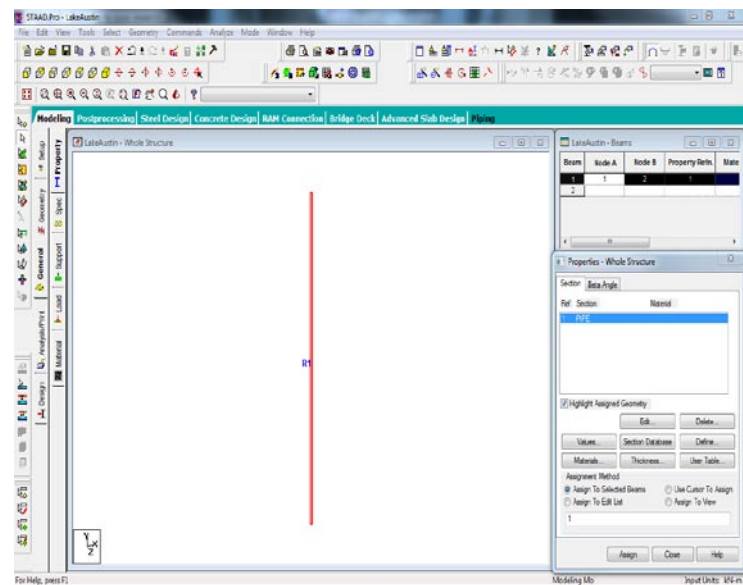 STAAD.Pro - LakeAustin
File Edit View Tools Select Geometry Commands Analyze Mode Window Help
Modeling Postprocessing Steel Design Concrete Design RAM Connection Bridge Deck Advanced Slab Design Piping
Setup
Geometry
General
Analysis/Print
Design
Property
Spec
Support
Load
Material
LakeAustin - Whole Structure
R1
Y
X
Z
LakeAustin - Beams
Beam Node A Node B Property Refn. Mate
1 1 2 1
2
Properties - Whole Structure
Section Beta Angle
Ref Section Material
1 PIPE
Highlight Assigned Geometry
Edit... Delete...
Values... Section Database Define...
Materials... Thickness... User Table...
Assignment Method
Assign To Selected Beams Use Cursor To Assign
Assign To Edit List Assign To View
1
Assign Close Help
For Help, press F1
Modeling Mo Input Units: kN-m